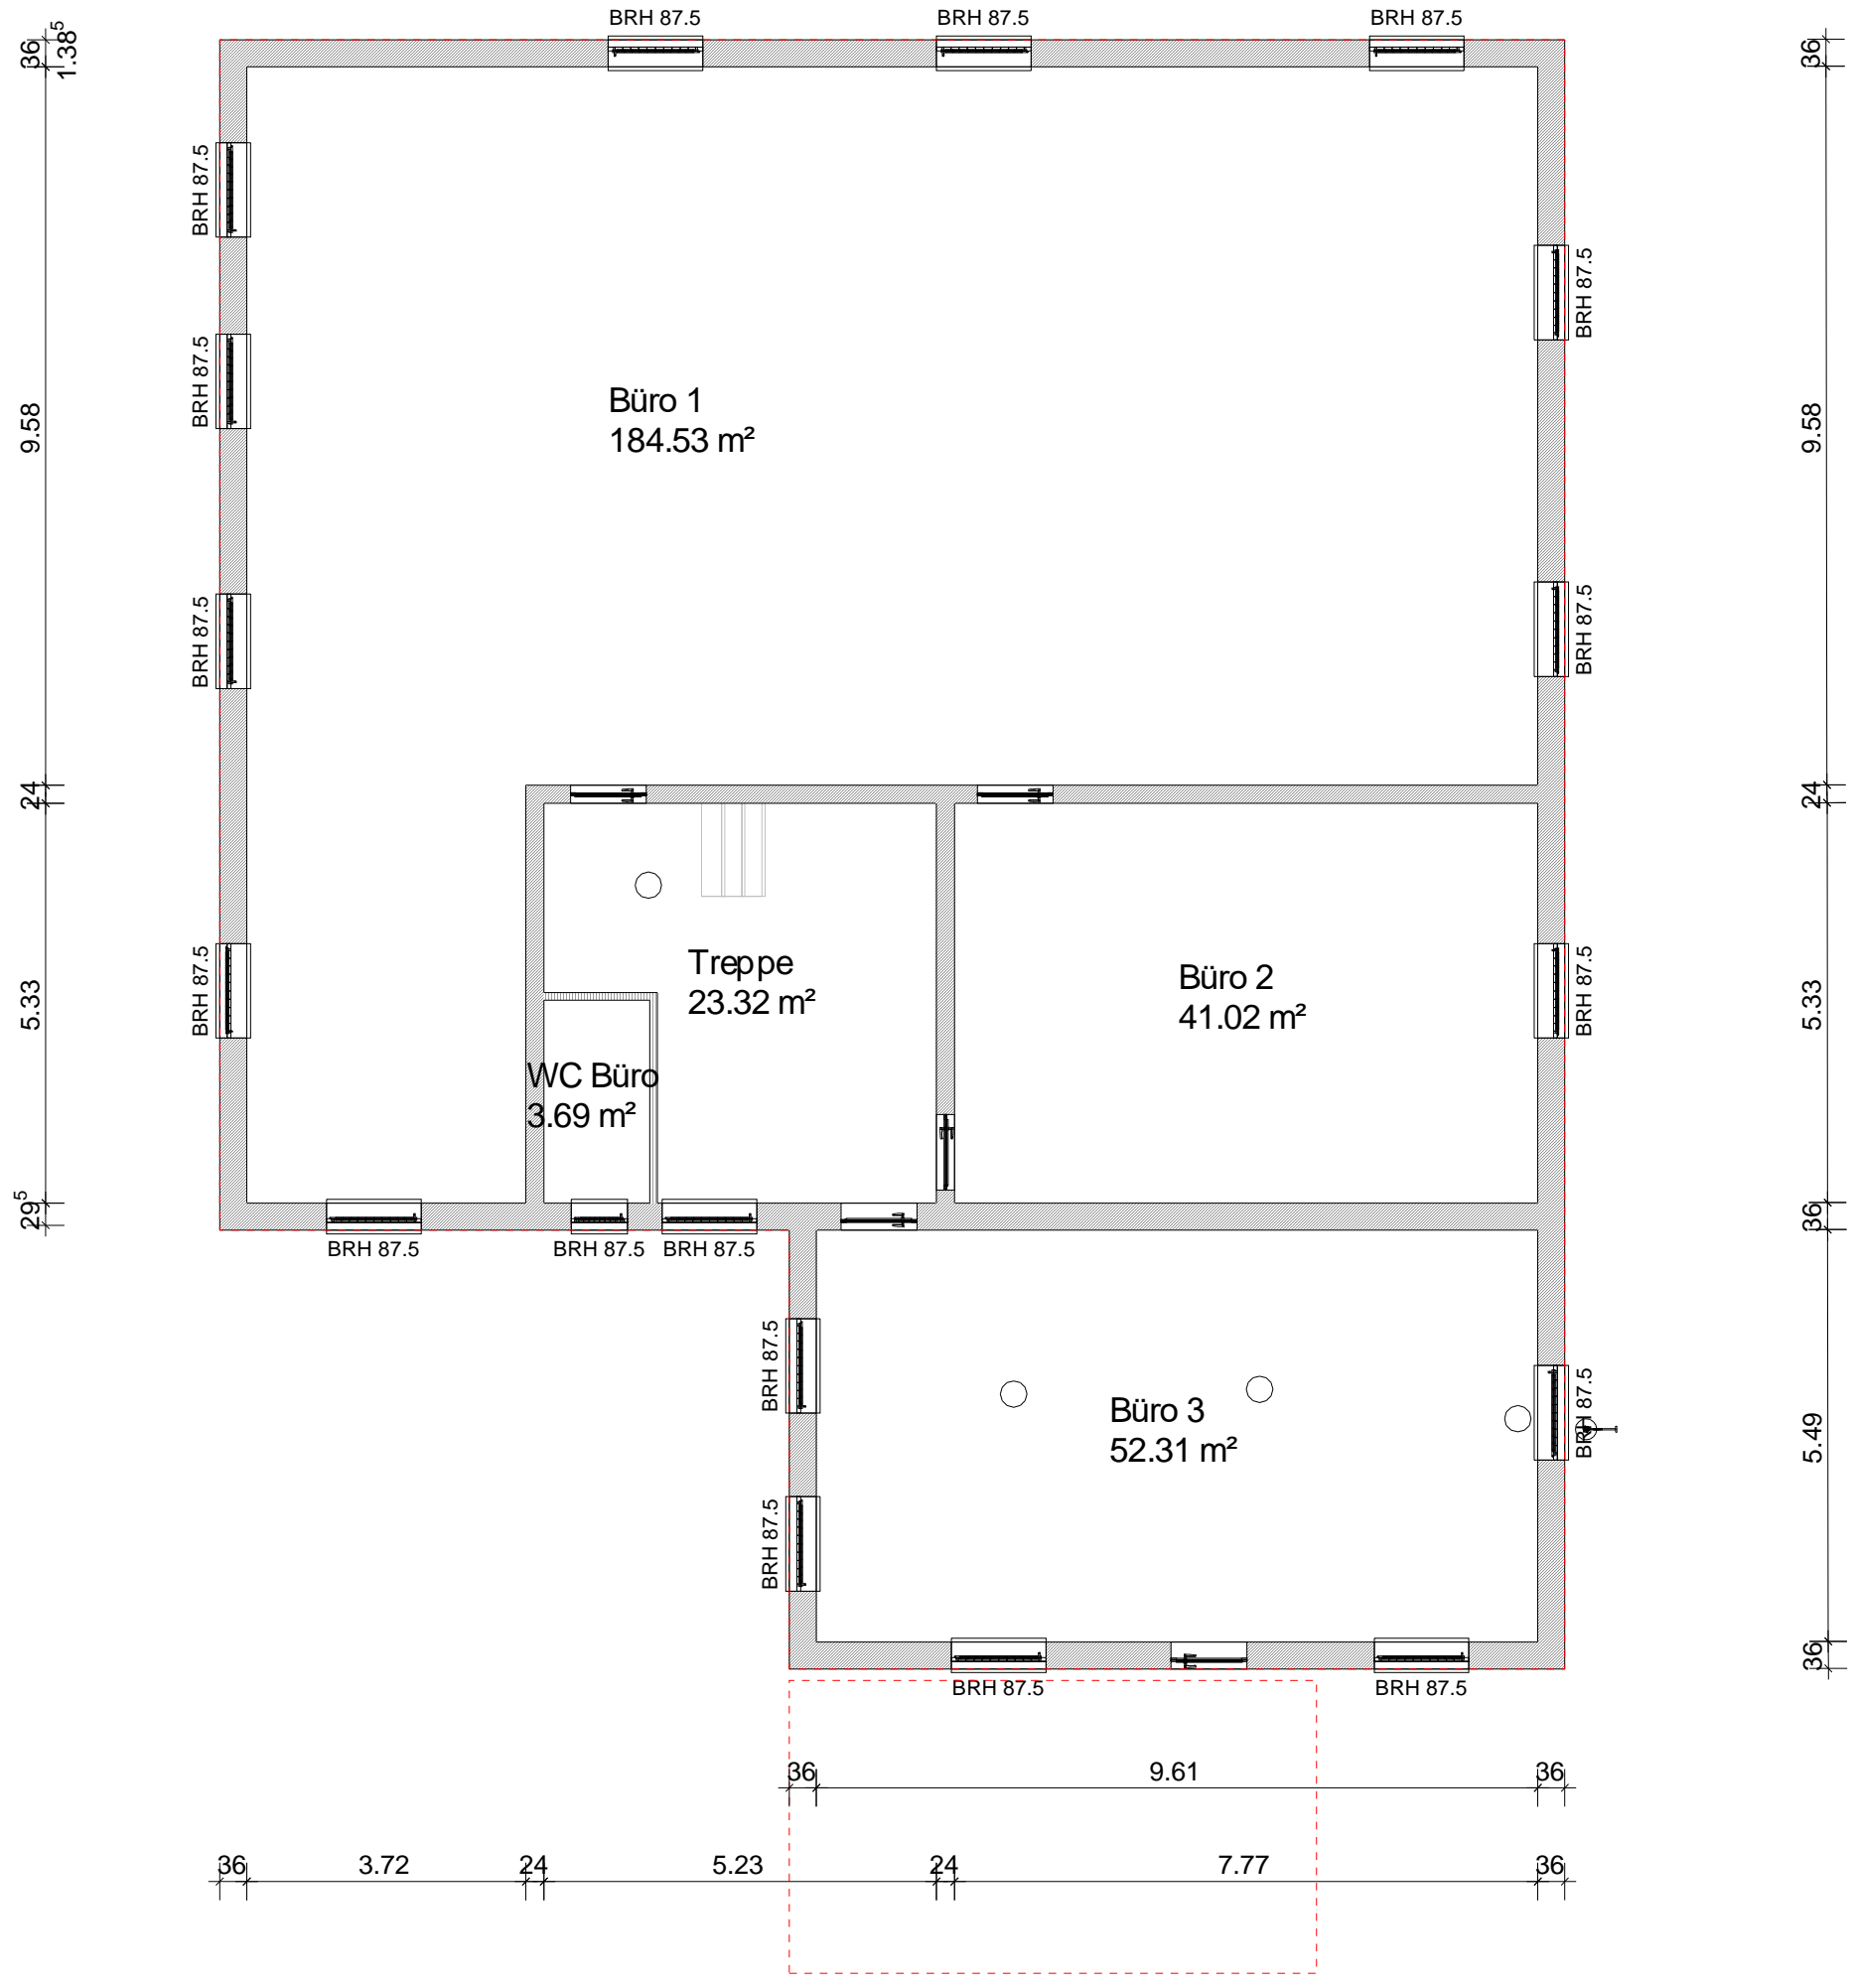 BRH 87.5
BRH 87.5
BRH 87.5
36
1.38⁵
36
BRH 87.5
BRH 87.5
BRH 87.5
9.58
9.58
Büro 1
184.53 m²
BRH 87.5
BRH 87.5
24
24
Treppe
23.32 m²
Büro 2
41.02 m²
BRH 87.5
BRH 87.5
5.33
5.33
WC Büro
3.69 m²
29⁵
36
BRH 87.5
BRH 87.5
BRH 87.5
BRH 87.5
BRH 87.5
Büro 3
52.31 m²
BRH 87.5
5.49
36
BRH 87.5
BRH 87.5
36
9.61
36
36
3.72
24
5.23
24
7.77
36